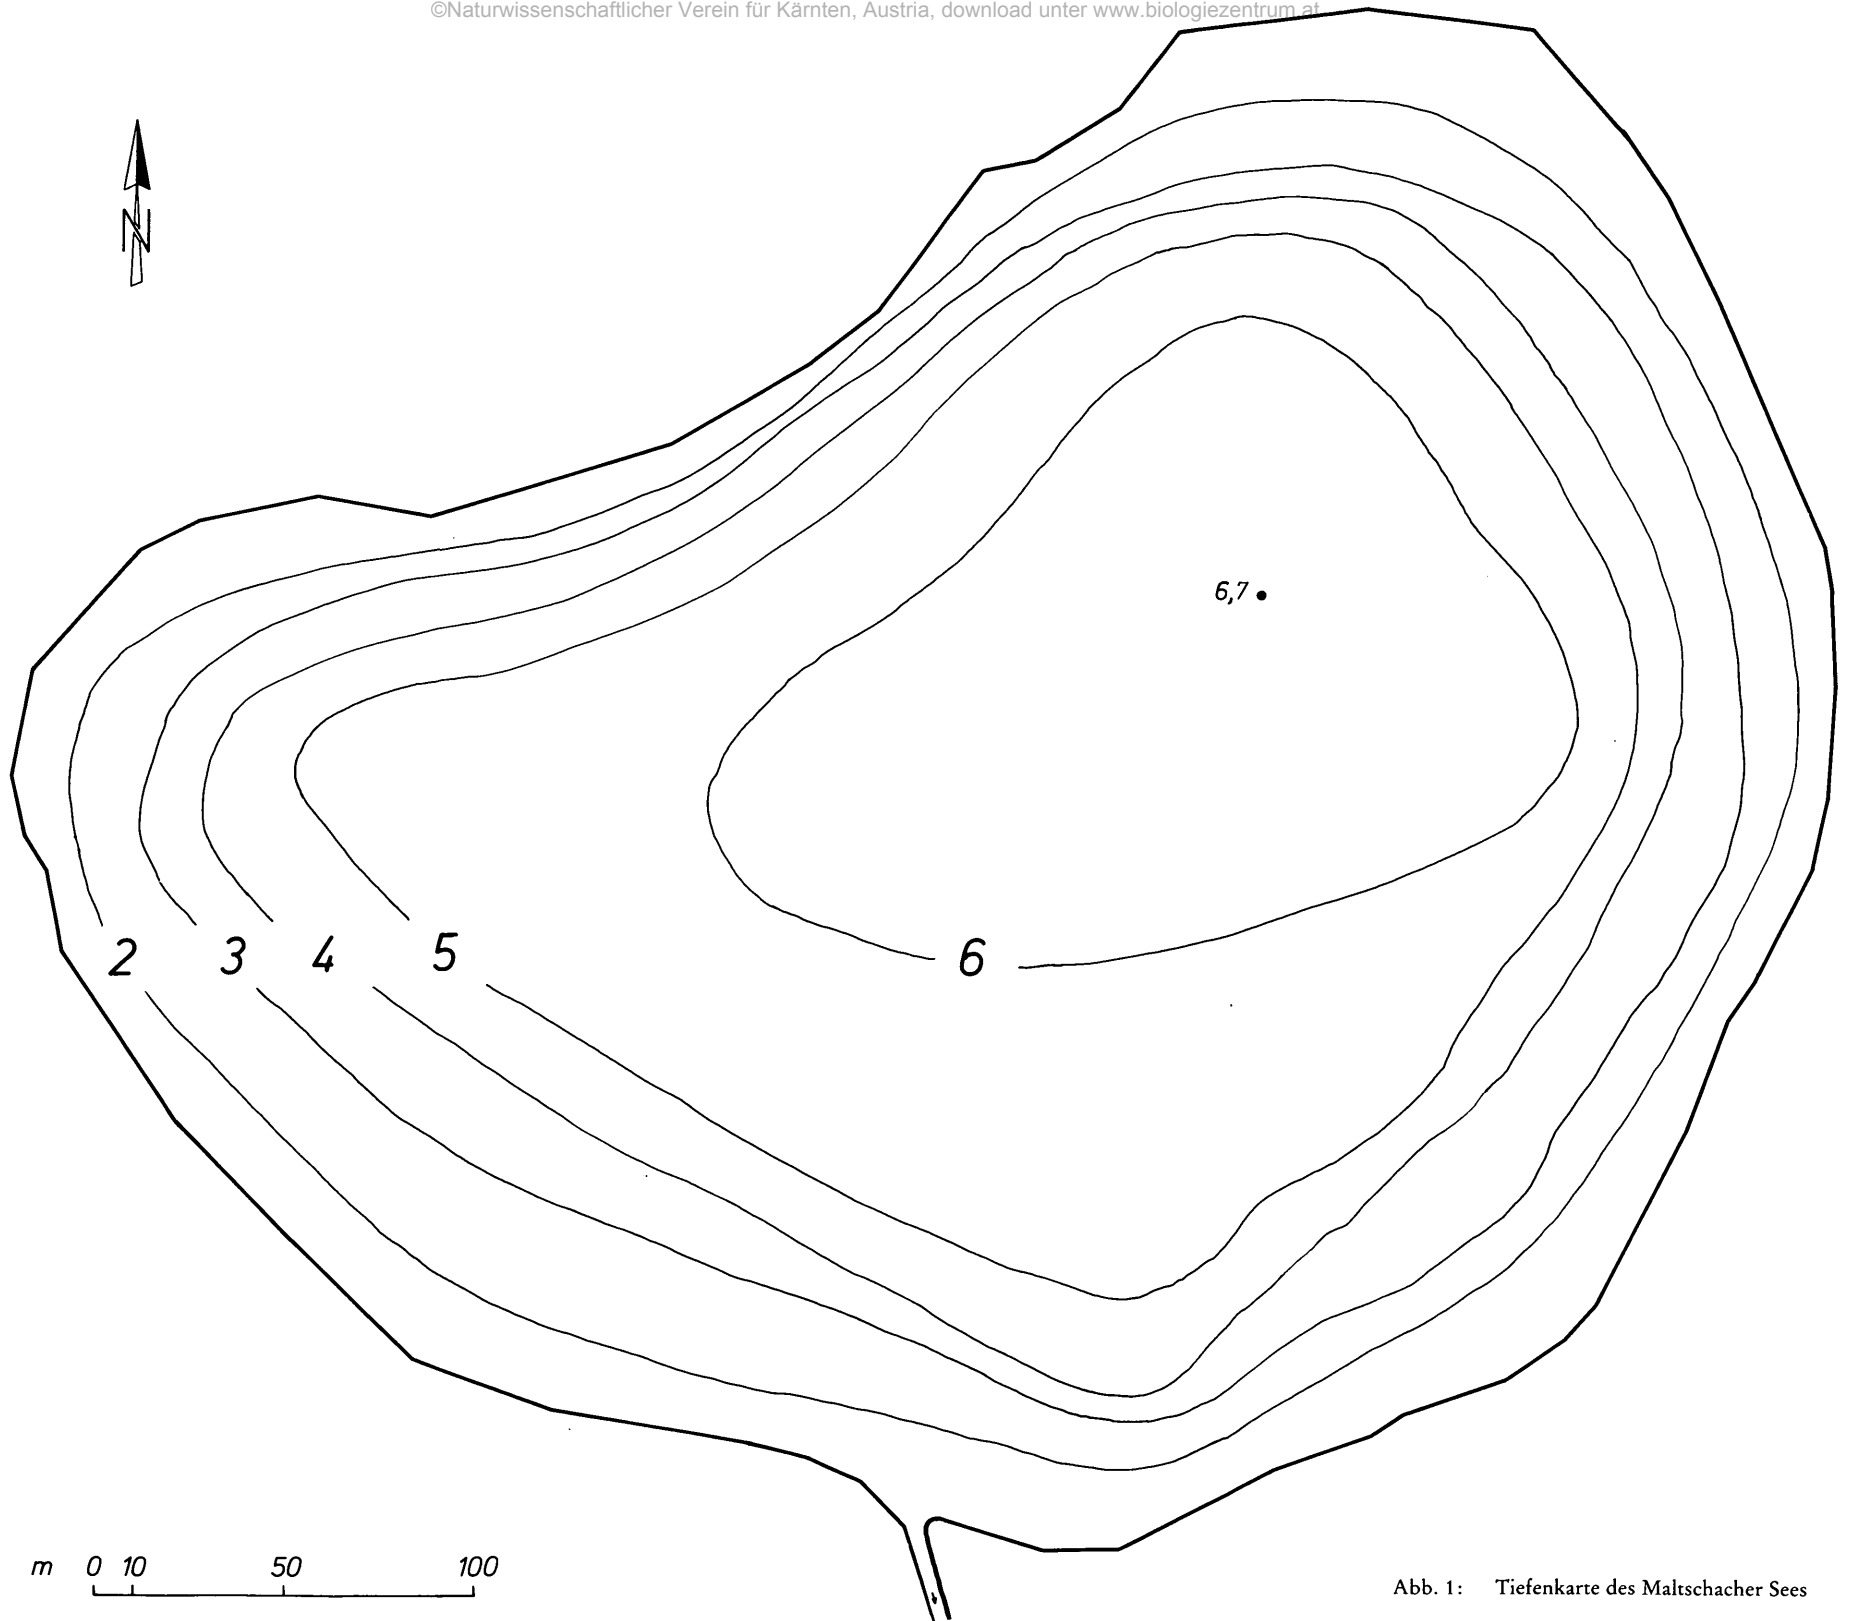 ©Naturwissenschaftlicher Verein für Kärnten, Austria, download unter www.biologiezentrum.at
N
6,7
2 3 4 5 6
m 0 10 50 100
Abb. 1: Tiefenkarte des Maltschacher Sees